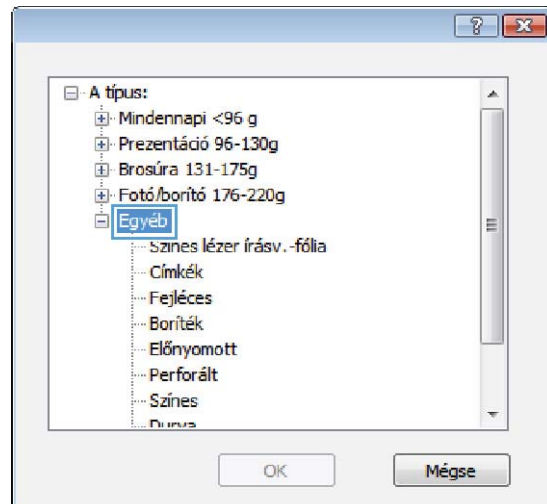 ?
A típus:
Mindennapi <96 g
Prezentáció 96-130g
Brosúra 131-175g
Fotó/borító 176-220g
Egyéb
Színes lézer írásv.-fólia
Címkék
Fejléces
Boríték
Előnyomott
Perforált
Színes
Durva
OK Mégse